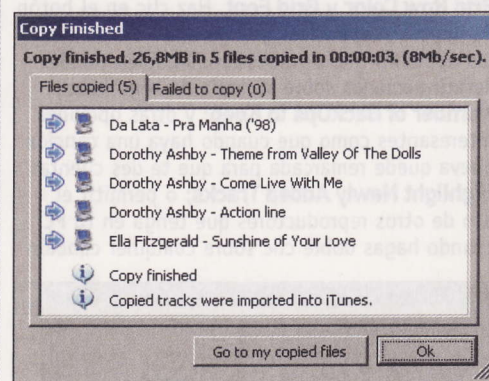 Copy Finished
Copy finished. 26,8MB in 5 files copied in 00:00:03. (8Mb/sec).
Files copied (5) Failed to copy (0)
Da Lata - Pra Manha ('98)
Dorothy Ashby - Theme from Valley Of The Dolls
Dorothy Ashby - Come Live With Me
Dorothy Ashby - Action line
Ella Fitzgerald - Sunshine of Your Love
Copy finished
Copied tracks were imported into iTunes.
Go to my copied files Ok